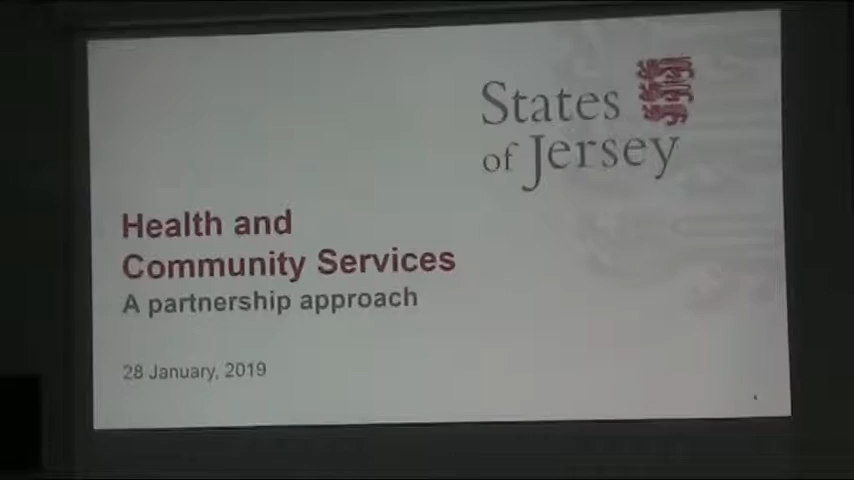 States
of Jersey
Health and
Community Services
A partnership approach
28 January, 2019